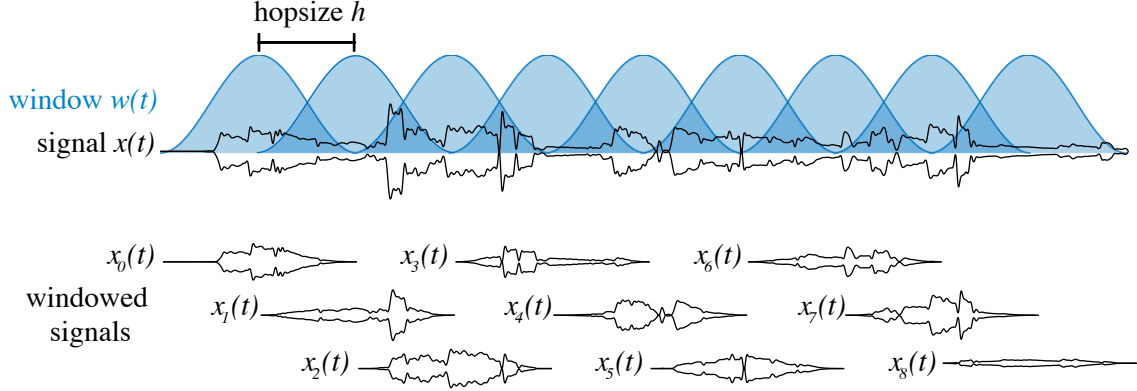 hopsize h
window w(t)
signal x(t)
x₀(t)
x₃(t)
x₆(t)
windowed
signals
x₁(t)
x₄(t)
x₇(t)
x₂(t)
x₅(t)
x₈(t)